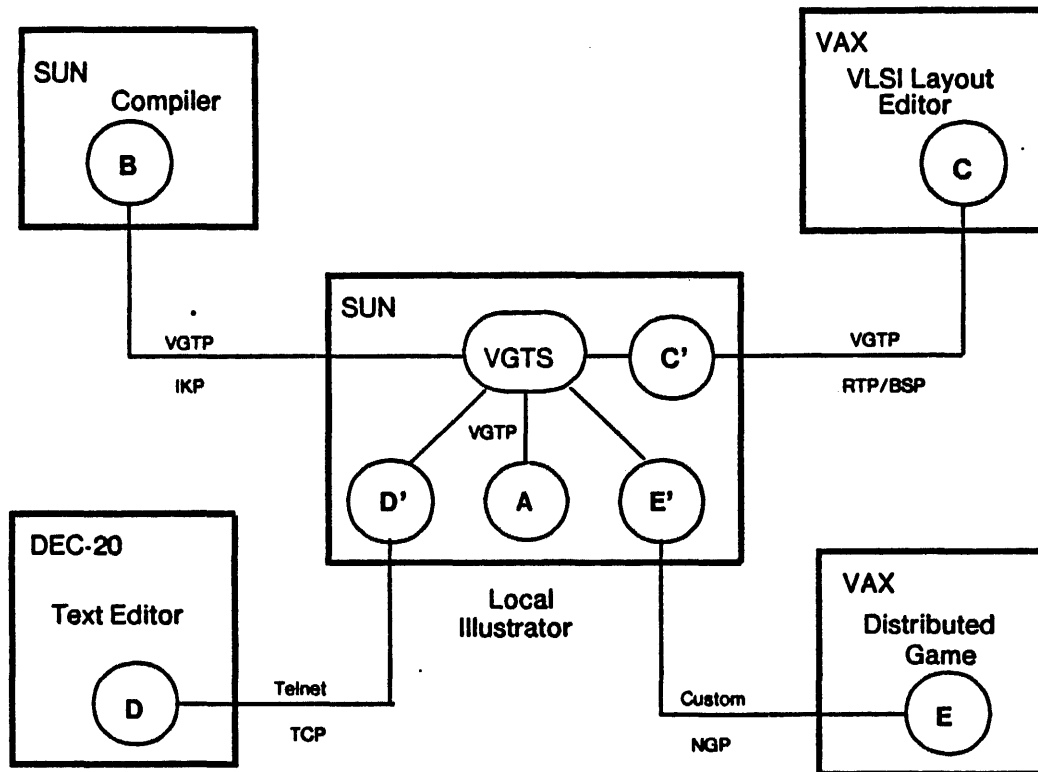 SUN
Compiler
B
VAX
VLSI Layout
Editor
C
VGTP
IKP
SUN
VGTS
C'
VGTP
D'
A
E'
VGTP
RTP/BSP
DEC-20
Text Editor
D
Telnet
TCP
Local
Illustrator
Custom
NGP
VAX
Distributed
Game
E